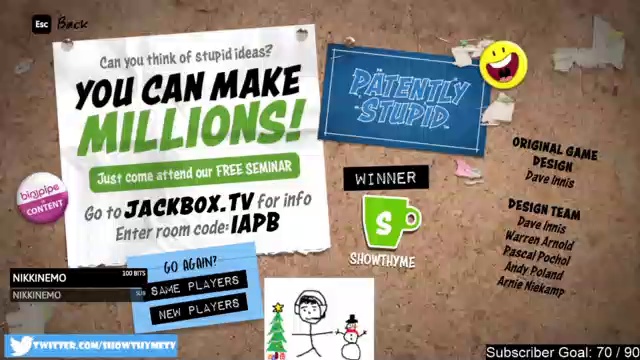 Esc Back
Can you think of stupid ideas?
YOU CAN MAKE
MILLIONS!
Just come attend our FREE SEMINAR
Go to JACKBOX.TV for info
Enter room code: IAPB
PATENTLY
STUPID
binjpipe
CONTENT
WINNER
S
SHOWTHYME
ORIGINAL GAME
DESIGN
Dave Innis
DESIGN TEAM
Dave Innis
Warren Arnold
Pascal Pochol
Andy Poland
Arnie Niekamp
GO AGAIN?
SAME PLAYERS
NEW PLAYERS
NIKKINEMO 100 BITS
NIKKINEMO
TWITTER.COM/SHOWTHYMETV
Subscriber Goal: 70 / 90